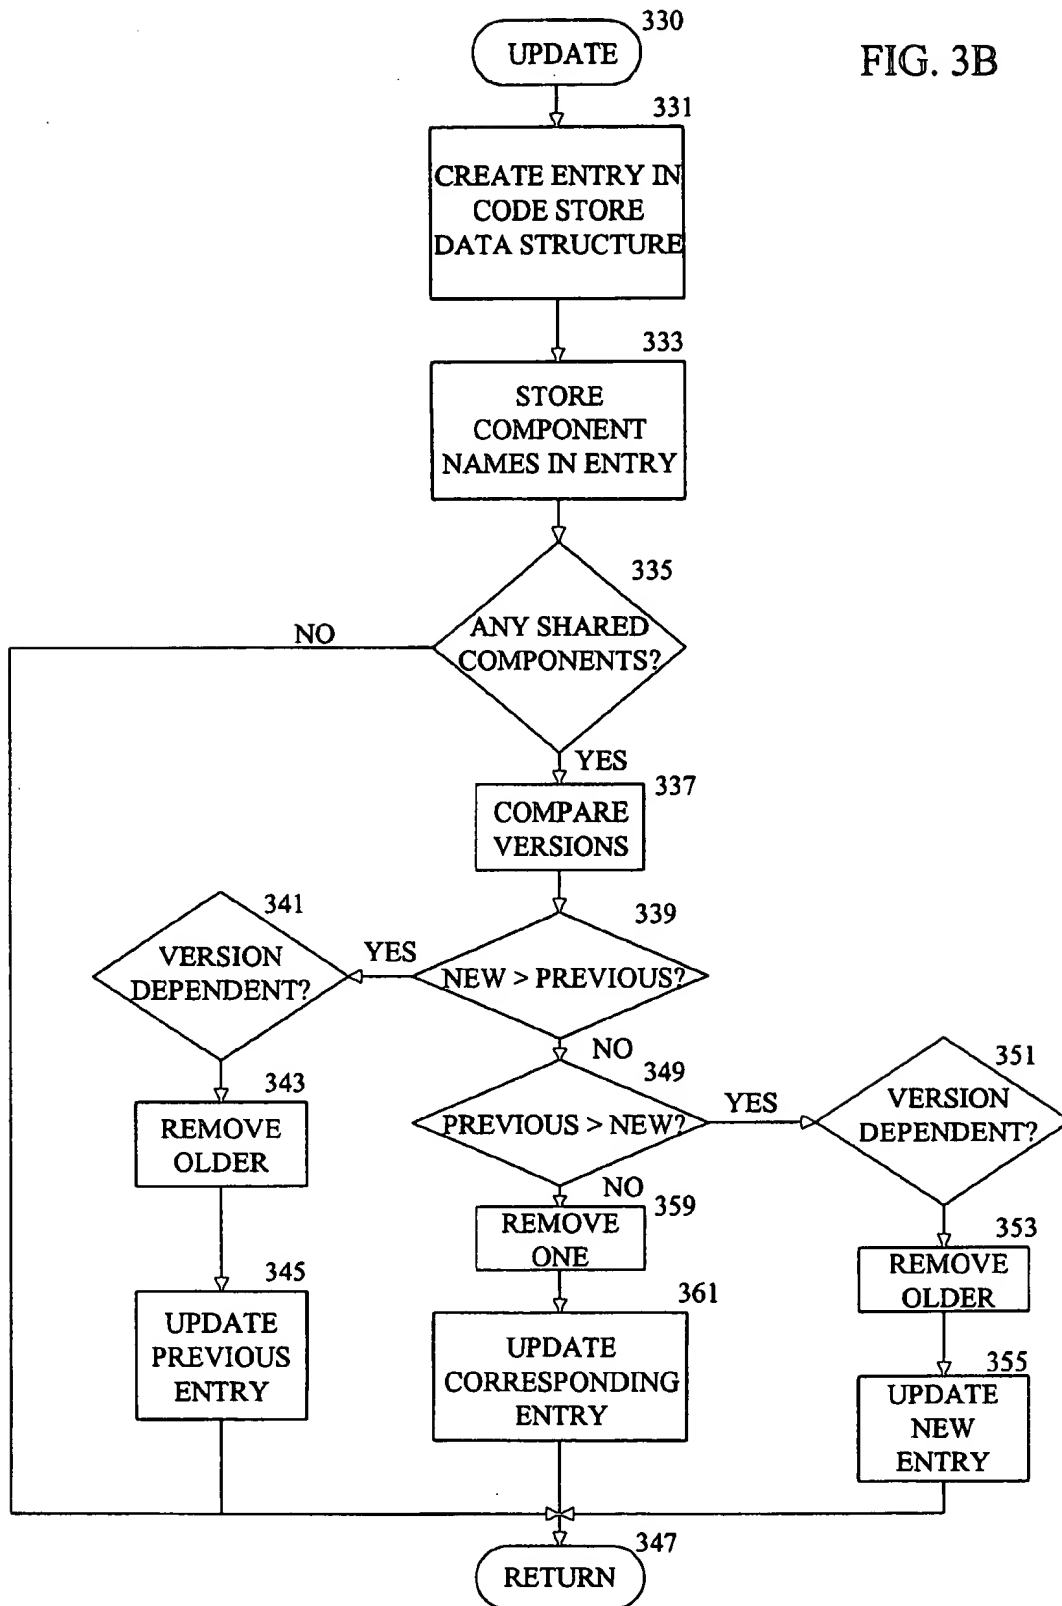 330
UPDATE
FIG. 3B
331
CREATE ENTRY IN
CODE STORE
DATA STRUCTURE
333
STORE
COMPONENT
NAMES IN ENTRY
335
ANY SHARED
COMPONENTS?
NO
YES
337
COMPARE
VERSIONS
341
VERSION
DEPENDENT?
YES
339
NEW > PREVIOUS?
NO
343
REMOVE
OLDER
349
PREVIOUS > NEW?
YES
351
VERSION
DEPENDENT?
NO
359
REMOVE
ONE
353
REMOVE
OLDER
345
UPDATE
PREVIOUS
ENTRY
361
UPDATE
CORRESPONDING
ENTRY
355
UPDATE
NEW
ENTRY
347
RETURN